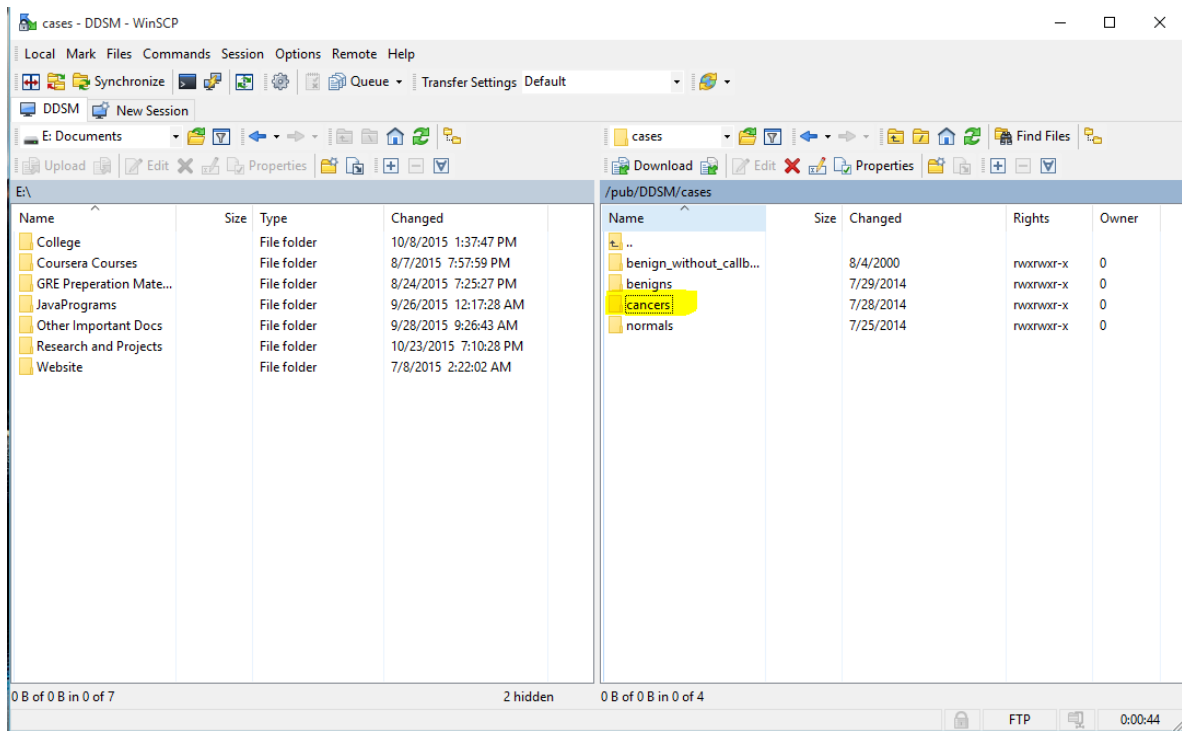 cases - DDSM - WinSCP
Local Mark Files Commands Session Options Remote Help
Synchronize Queue Transfer Settings Default
DDSM New Session
E: Documents
Upload Edit Properties
E:\
Name Size Type Changed
College File folder 10/8/2015 1:37:47 PM
Coursera Courses File folder 8/7/2015 7:57:59 PM
GRE Preperation Mate... File folder 8/24/2015 7:25:27 PM
JavaPrograms File folder 9/26/2015 12:17:28 AM
Other Important Docs File folder 9/28/2015 9:26:43 AM
Research and Projects File folder 10/23/2015 7:10:28 PM
Website File folder 7/8/2015 2:22:02 AM
0 B of 0 B in 0 of 7 2 hidden
cases Find Files
Download Edit Properties
/pub/DDSM/cases
Name Size Changed Rights Owner
..
benign_without_callb... 8/4/2000 rwxrwxr-x 0
benigns 7/29/2014 rwxrwxr-x 0
cancers 7/28/2014 rwxrwxr-x 0
normals 7/25/2014 rwxrwxr-x 0
0 B of 0 B in 0 of 4
FTP 0:00:44